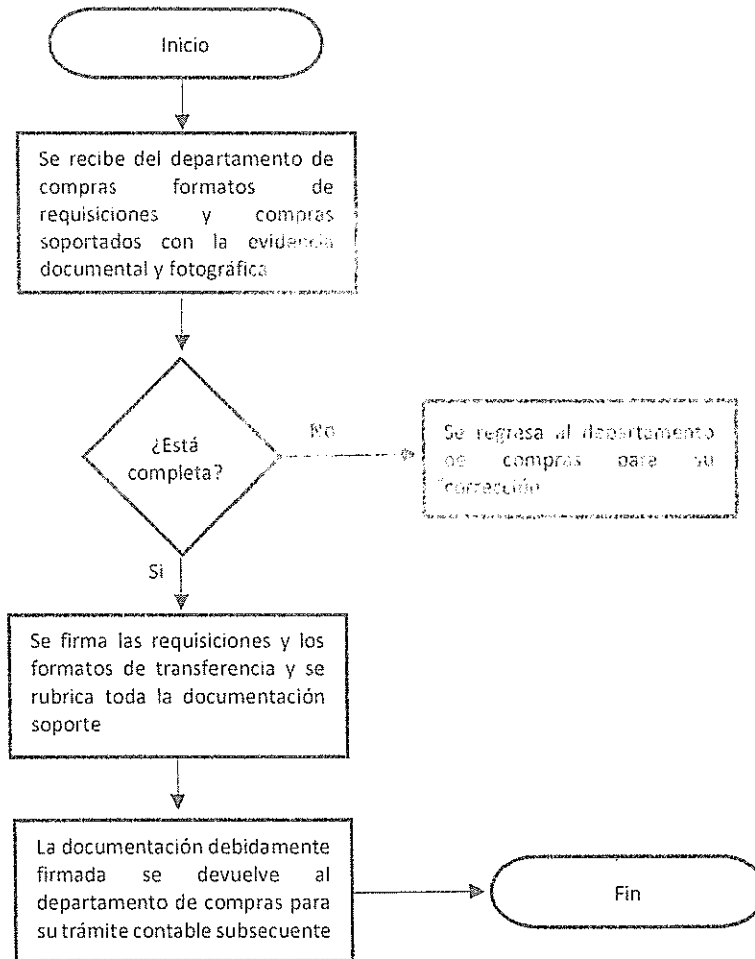 Inicio
Se recibe del departamento de
compras formatos de
requisiciones y compras
soportados con la evidencia
documental y fotográfica
¿Está
completa?
No
Se regrasa al departamento
de compras para su
corrección
Si
Se firma las requisiciones y los
formatos de transferencia y se
rubrica toda la documentación
soporte
La documentación debidamente
firmada se devuelve al
departamento de compras para
su trámite contable subsecuente
Fin